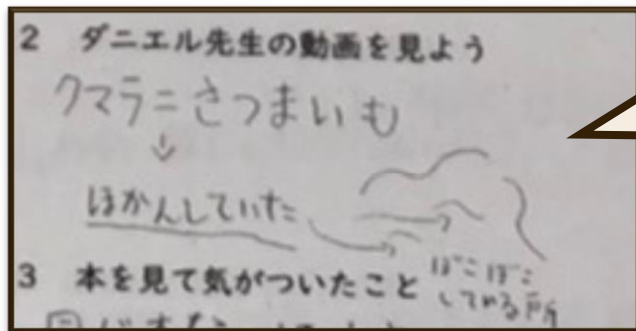 2 ダニエル先生の動画を見よう
クマラ=さつまいも
↓
ほかんしていた
ぼこぼこ
してる所
3 本を見て気がついたこと